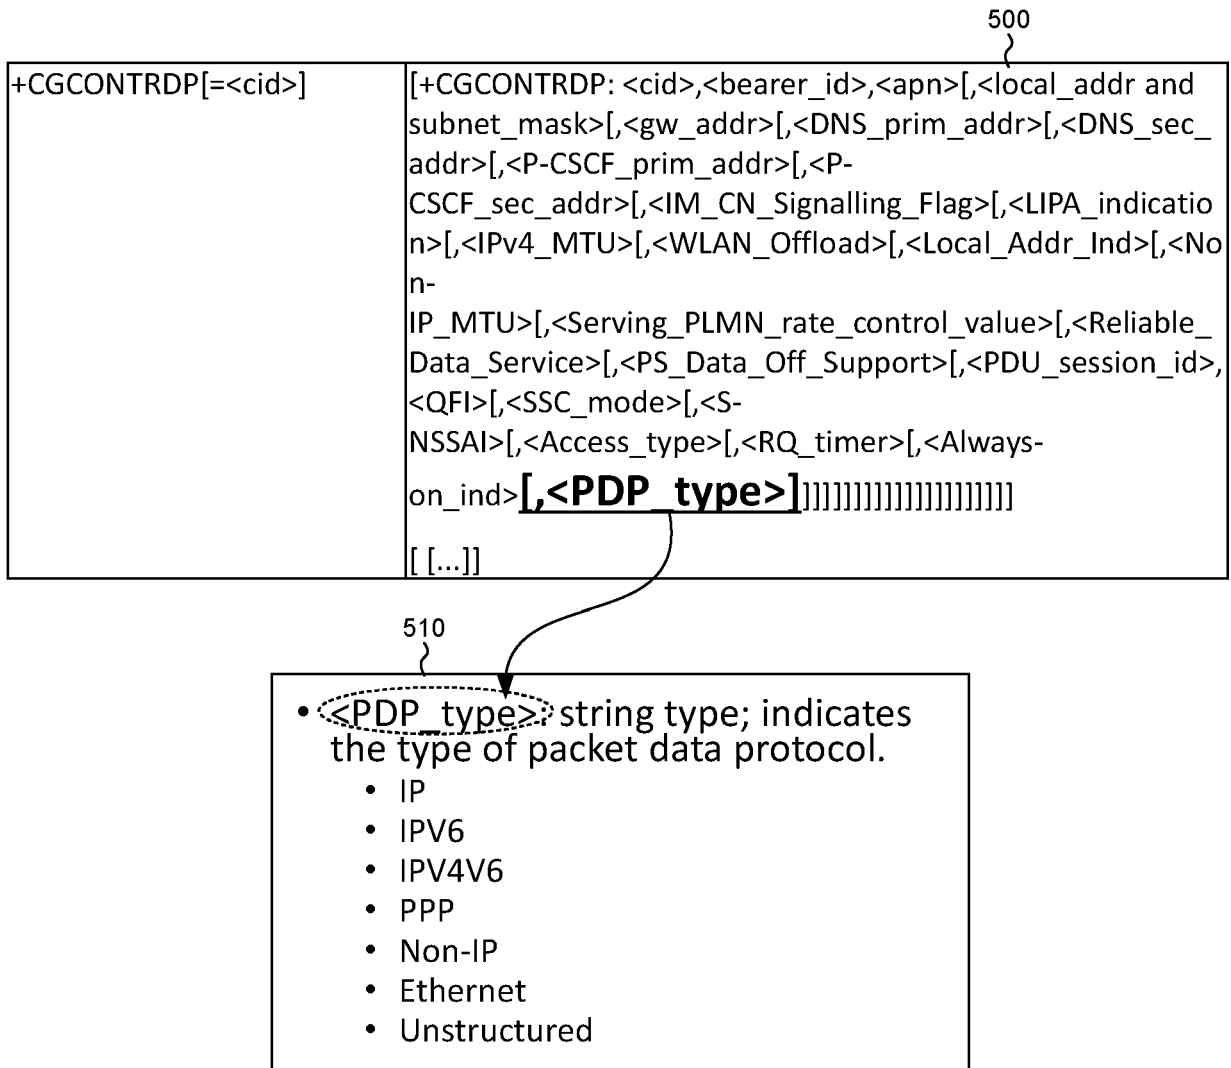 500
+CGCONTRDP[=<cid>]
[+CGCONTRDP: <cid>,<bearer_id>,<apn>[,<local_addr and
subnet_mask>[,<gw_addr>[,<DNS_prim_addr>[,<DNS_sec_
addr>[,<P-CSCF_prim_addr>[,<P-
CSCF_sec_addr>[,<IM_CN_Signalling_Flag>[,<LIPA_indicatio
n>[,<IPv4_MTU>[,<WLAN_Offload>[,<Local_Addr_Ind>[,<No
n-
IP_MTU>[,<Serving_PLMN_rate_control_value>[,<Reliable_
Data_Service>[,<PS_Data_Off_Support>[,<PDU_session_id>,
<QFI>[,<SSC_mode>[,<S-
NSSAI>[,<Access_type>[,<RQ_timer>[,<Always-
on_ind>[,<PDP_type>]]]]]]]]]]]]]]]]]]]]]]
[ [...]]
510
• <PDP_type>: string type; indicates
the type of packet data protocol.
• IP
• IPV6
• IPV4V6
• PPP
• Non-IP
• Ethernet
• Unstructured